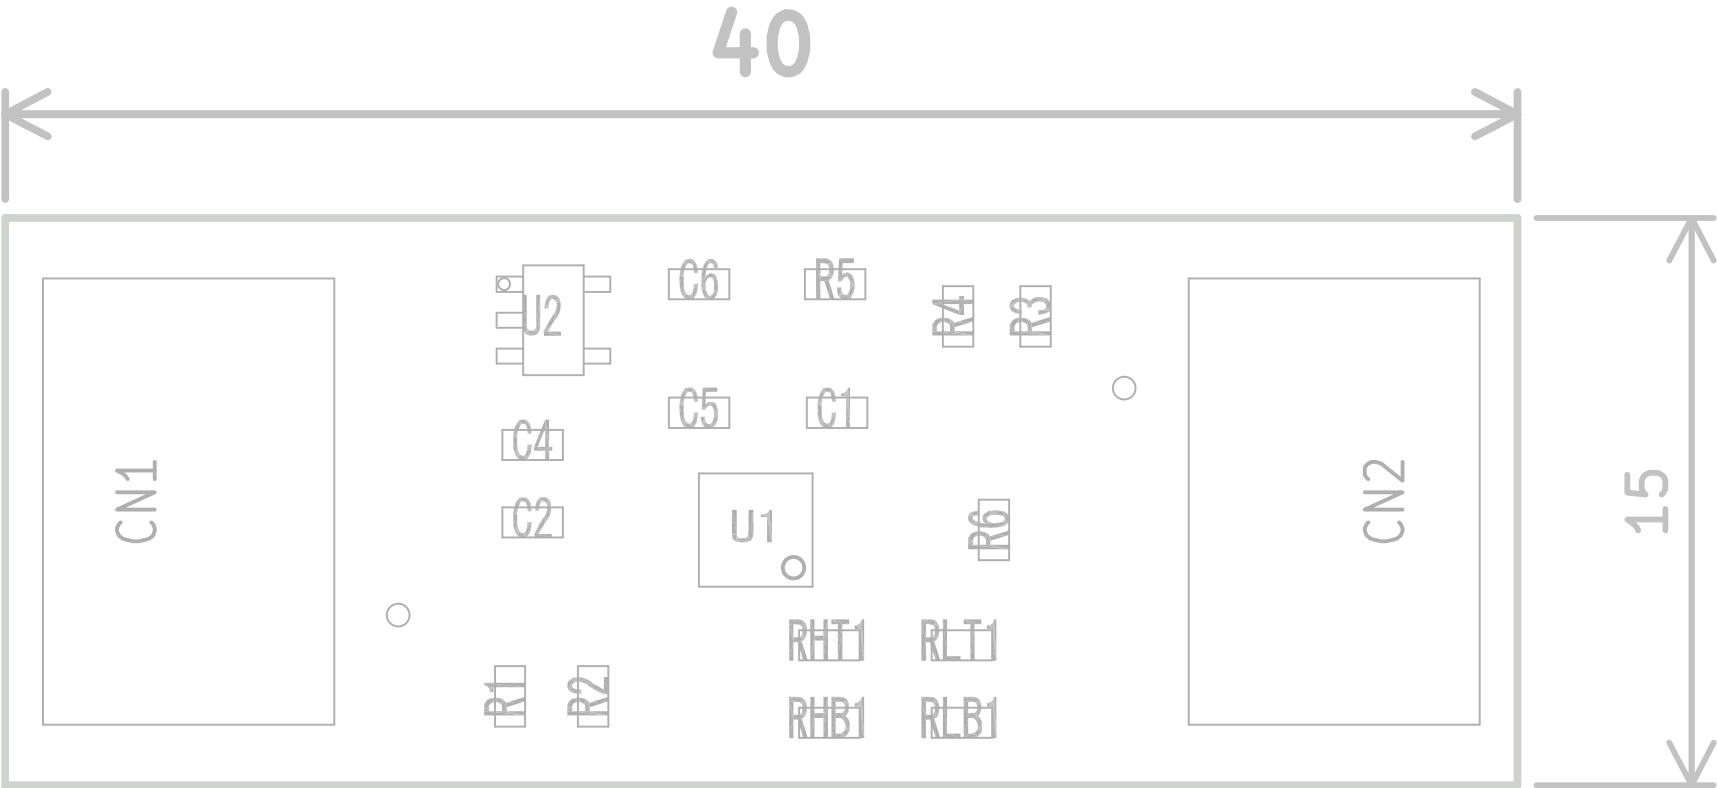 40
C6 R5
U2 R4 R3
C5 C1
C4
CN1 CN2 15
C2 U1 R6
RHT1 RLT1
R1 R2
RHB1 RLB1